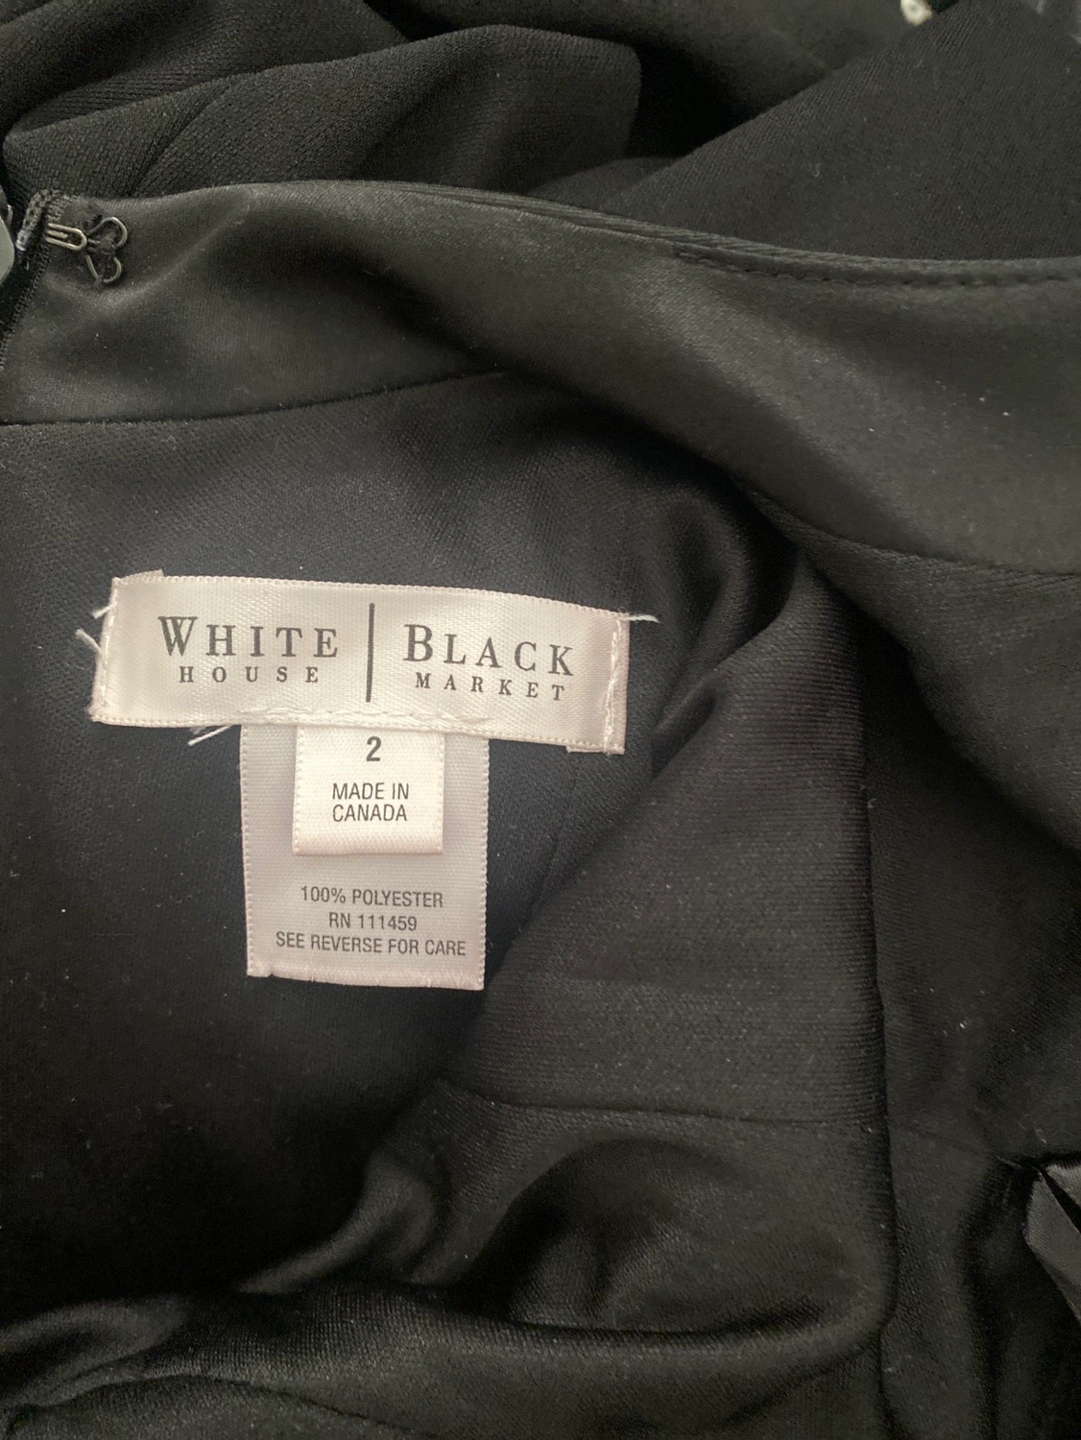 WHITE | BLACK
HOUSE MARKET
2
MADE IN
CANADA
100% POLYESTER
RN 111459
SEE REVERSE FOR CARE